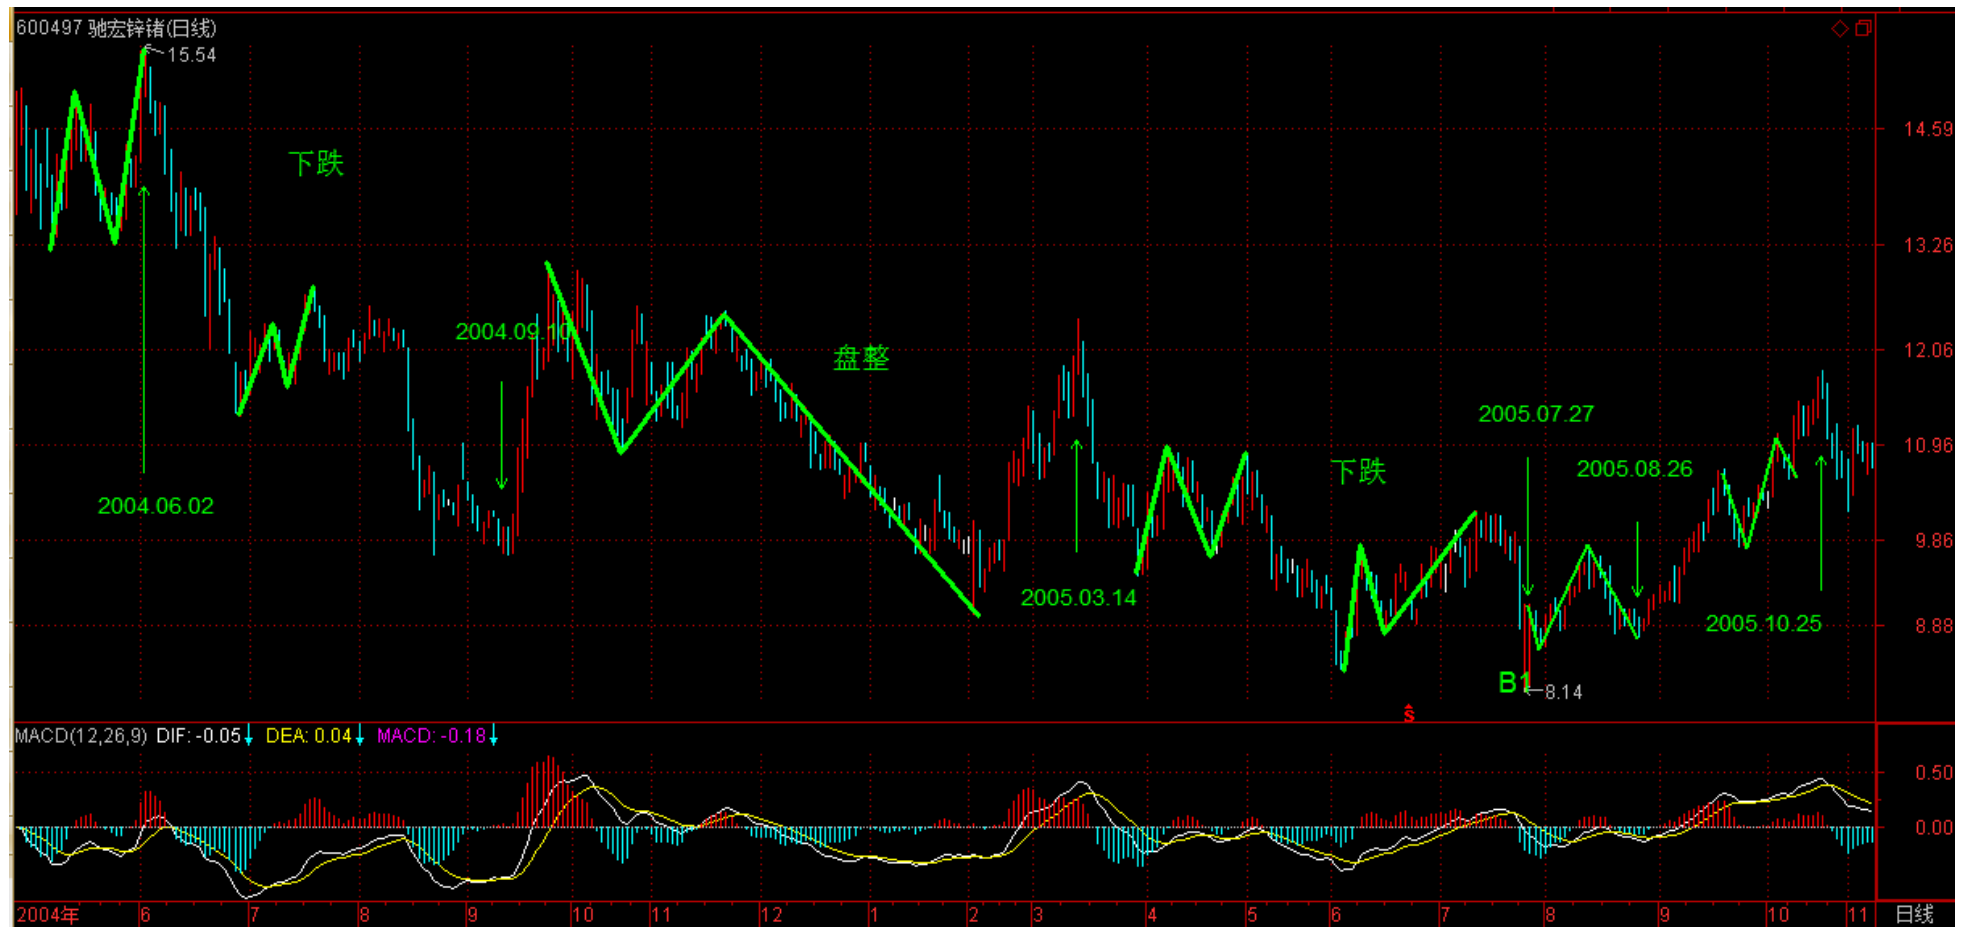 600497 驰宏锌锗(日线)
15.54
14.59
下跌
13.26
2004.09.10
12.06
盘整
2005.07.27
10.96
2005.08.26
下跌
2004.06.02
9.86
2005.03.14
2005.10.25
8.88
B1
8.14
S
MACD(12,26,9) DIF: -0.05↓ DEA: 0.04↓ MACD: -0.18↓
0.50
0.00
2004年 6 7 8 9 10 11 12 1 2 3 4 5 6 7 8 9 10 11 日线